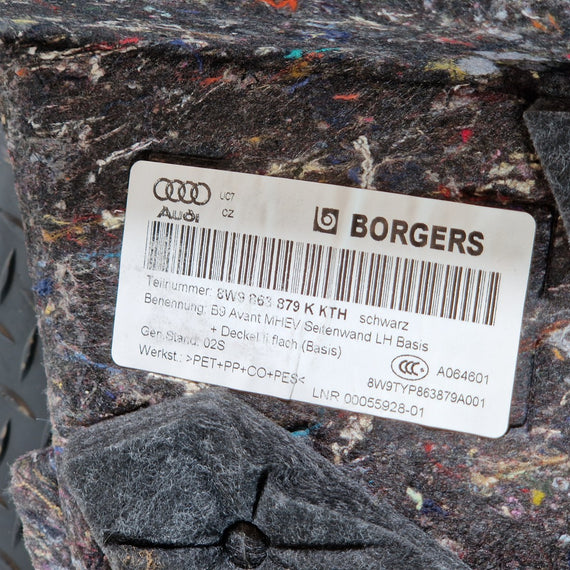 UC7
Audi CZ
BORGERS
Teilnummer: 8W9 863 879 K KTH schwarz
Benennung: B9 Avant MHEV Seitenwand LH Basis
+ Deckel li flach (Basis)
Gen.Stand: 02S
CCC A064601
Werkst.: >PET+PP+CO+PES< 8W9TYP863879A001
LNR 00055928-01